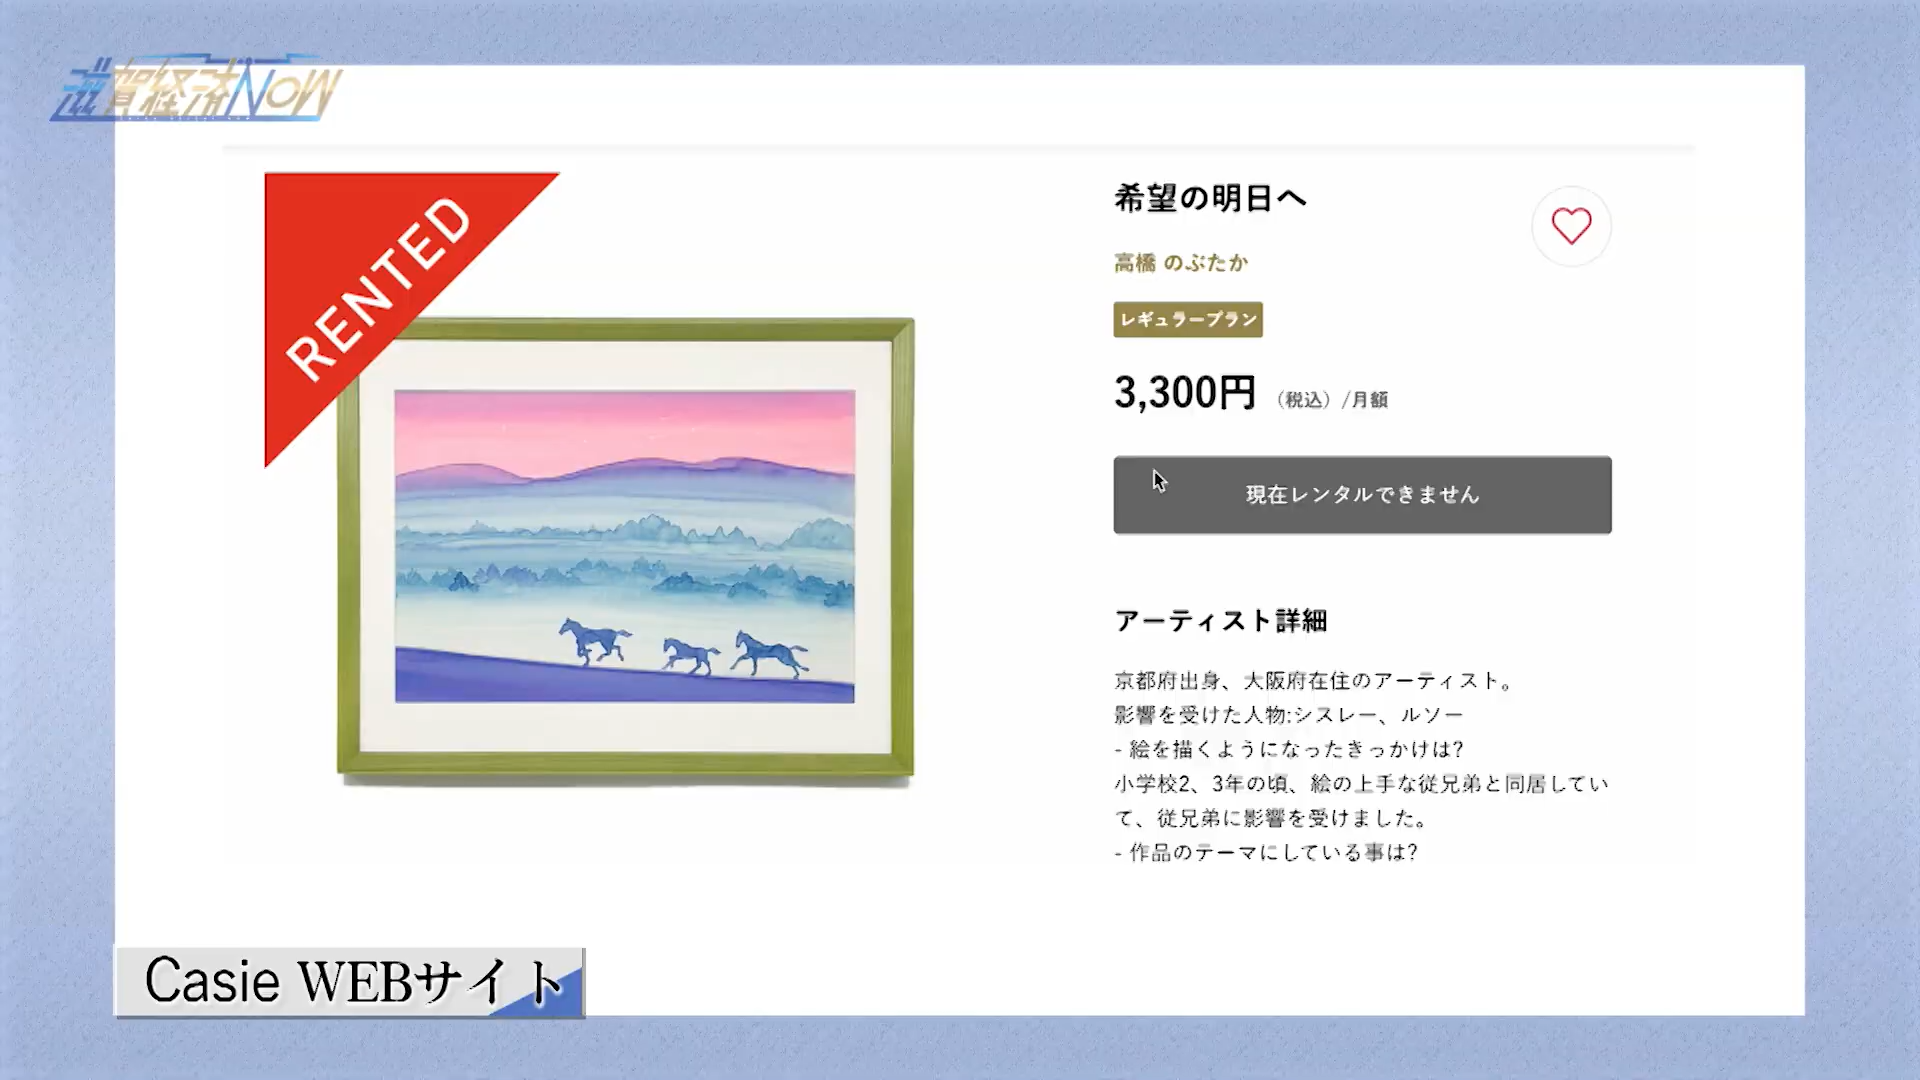 滋賀経済NOW
RENTED
希望の明日へ
高橋 のぶたか
レギュラープラン
3,300円 （税込）/月額
現在レンタルできません
アーティスト詳細
京都府出身、大阪府在住のアーティスト。
影響を受けた人物:シスレー、ルソー
- 絵を描くようになったきっかけは?
小学校2、3年の頃、絵の上手な従兄弟と同居してい
て、従兄弟に影響を受けました。
- 作品のテーマにしている事は?
Casie WEBサイト